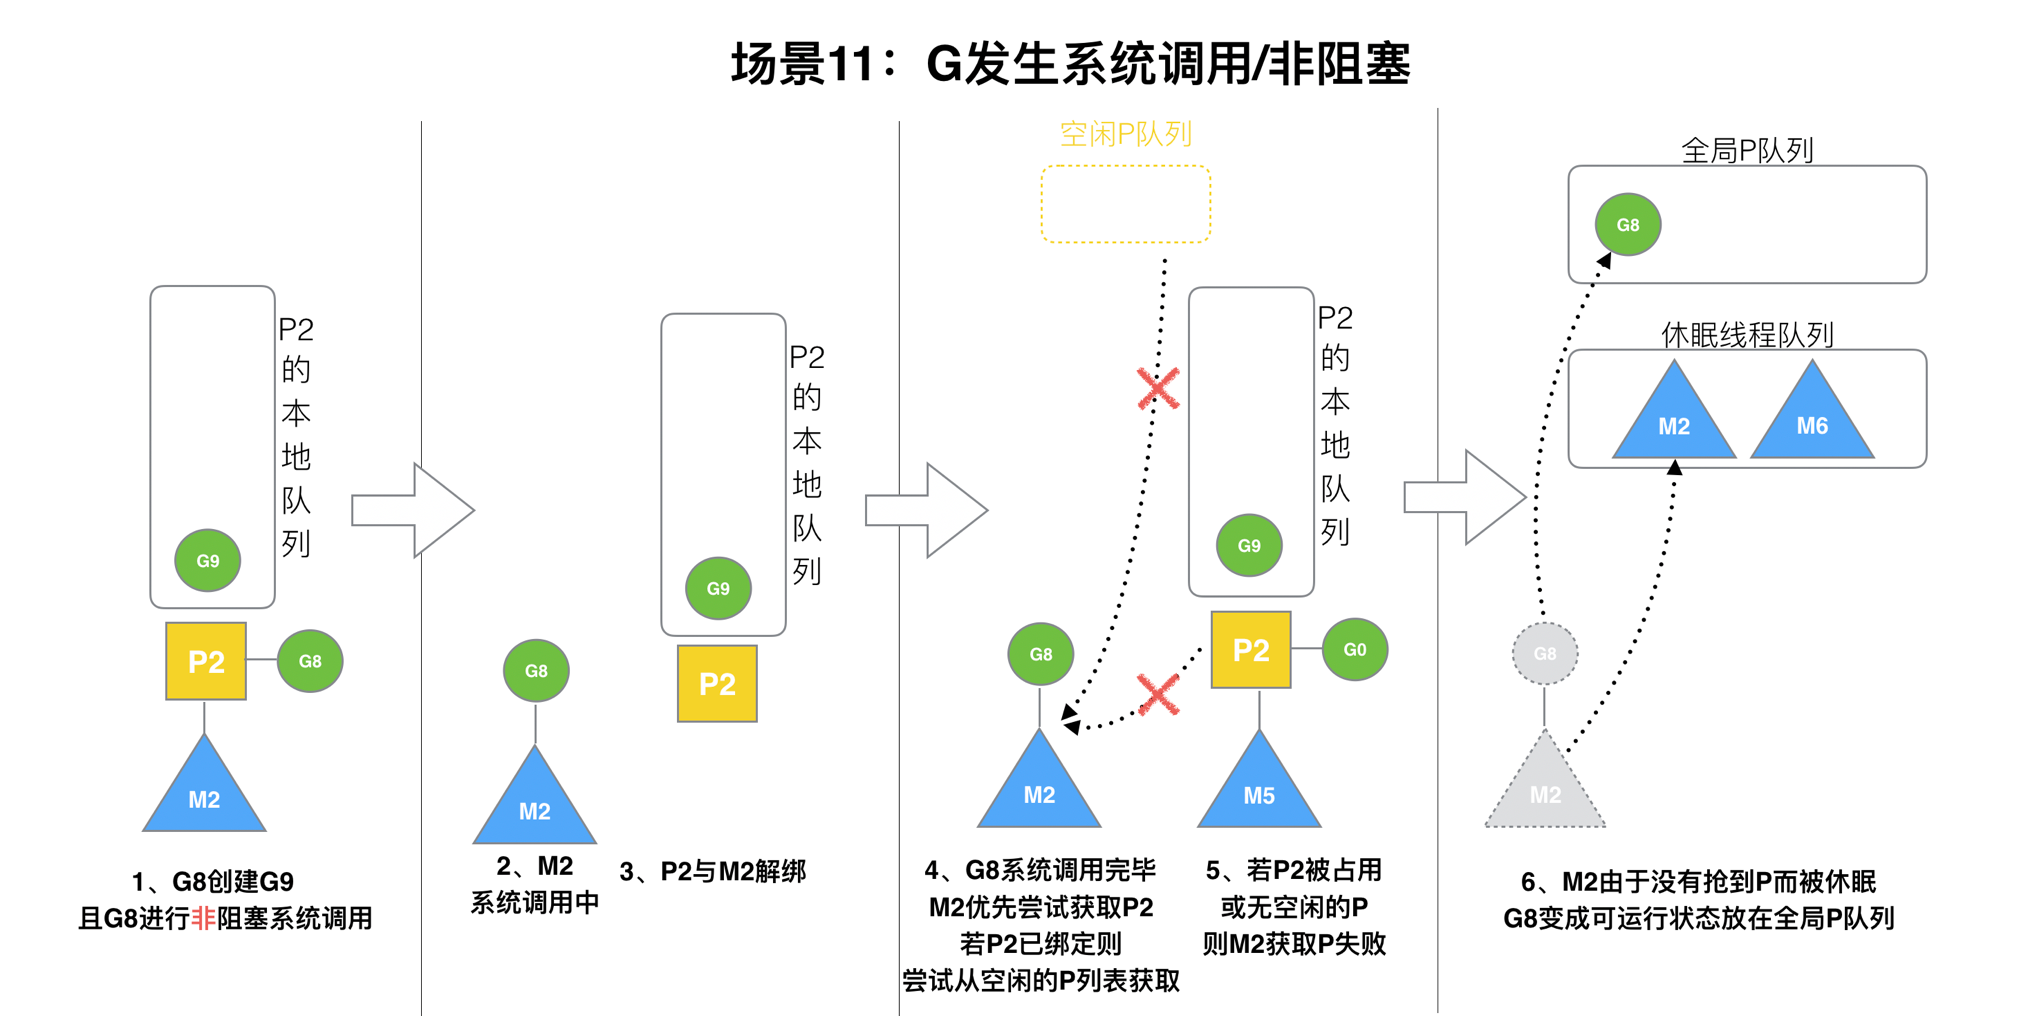 场景11：G发生系统调用/非阻塞
P2的本地队列
G9
P2
G8
M2
1、G8创建G9
且G8进行非阻塞系统调用
P2的本地队列
G9
G8
P2
M2
2、M2
系统调用中
3、P2与M2解绑
空闲P队列
P2的本地队列
G9
G8
P2
G0
M2
M5
4、G8系统调用完毕
M2优先尝试获取P2
若P2已绑定则
尝试从空闲的P列表获取
5、若P2被占用
或无空闲的P
则M2获取P失败
全局P队列
G8
休眠线程队列
M2
M6
G8
M2
6、M2由于没有抢到P而被休眠
G8变成可运行状态放在全局P队列